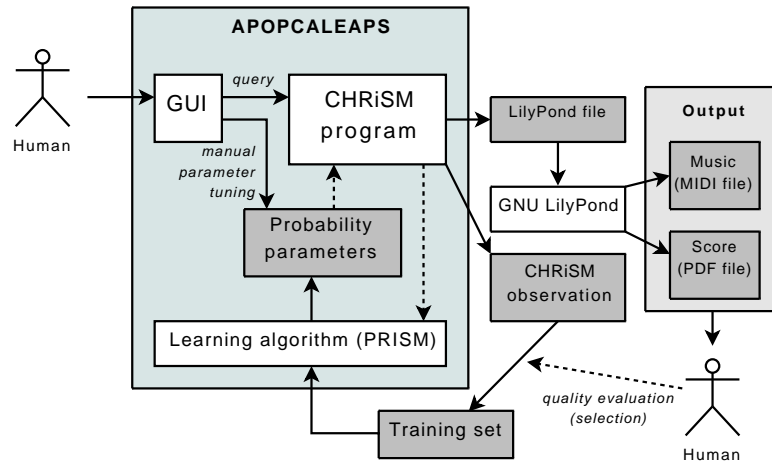 APOPCALEAPS
Human
GUI
query
CHRiSM
program
manual
parameter
tuning
Probability
parameters
Learning algorithm (PRISM)
LilyPond file
GNU LilyPond
CHRiSM
observation
Training set
Output
Music
(MIDI file)
Score
(PDF file)
quality evaluation
(selection)
Human